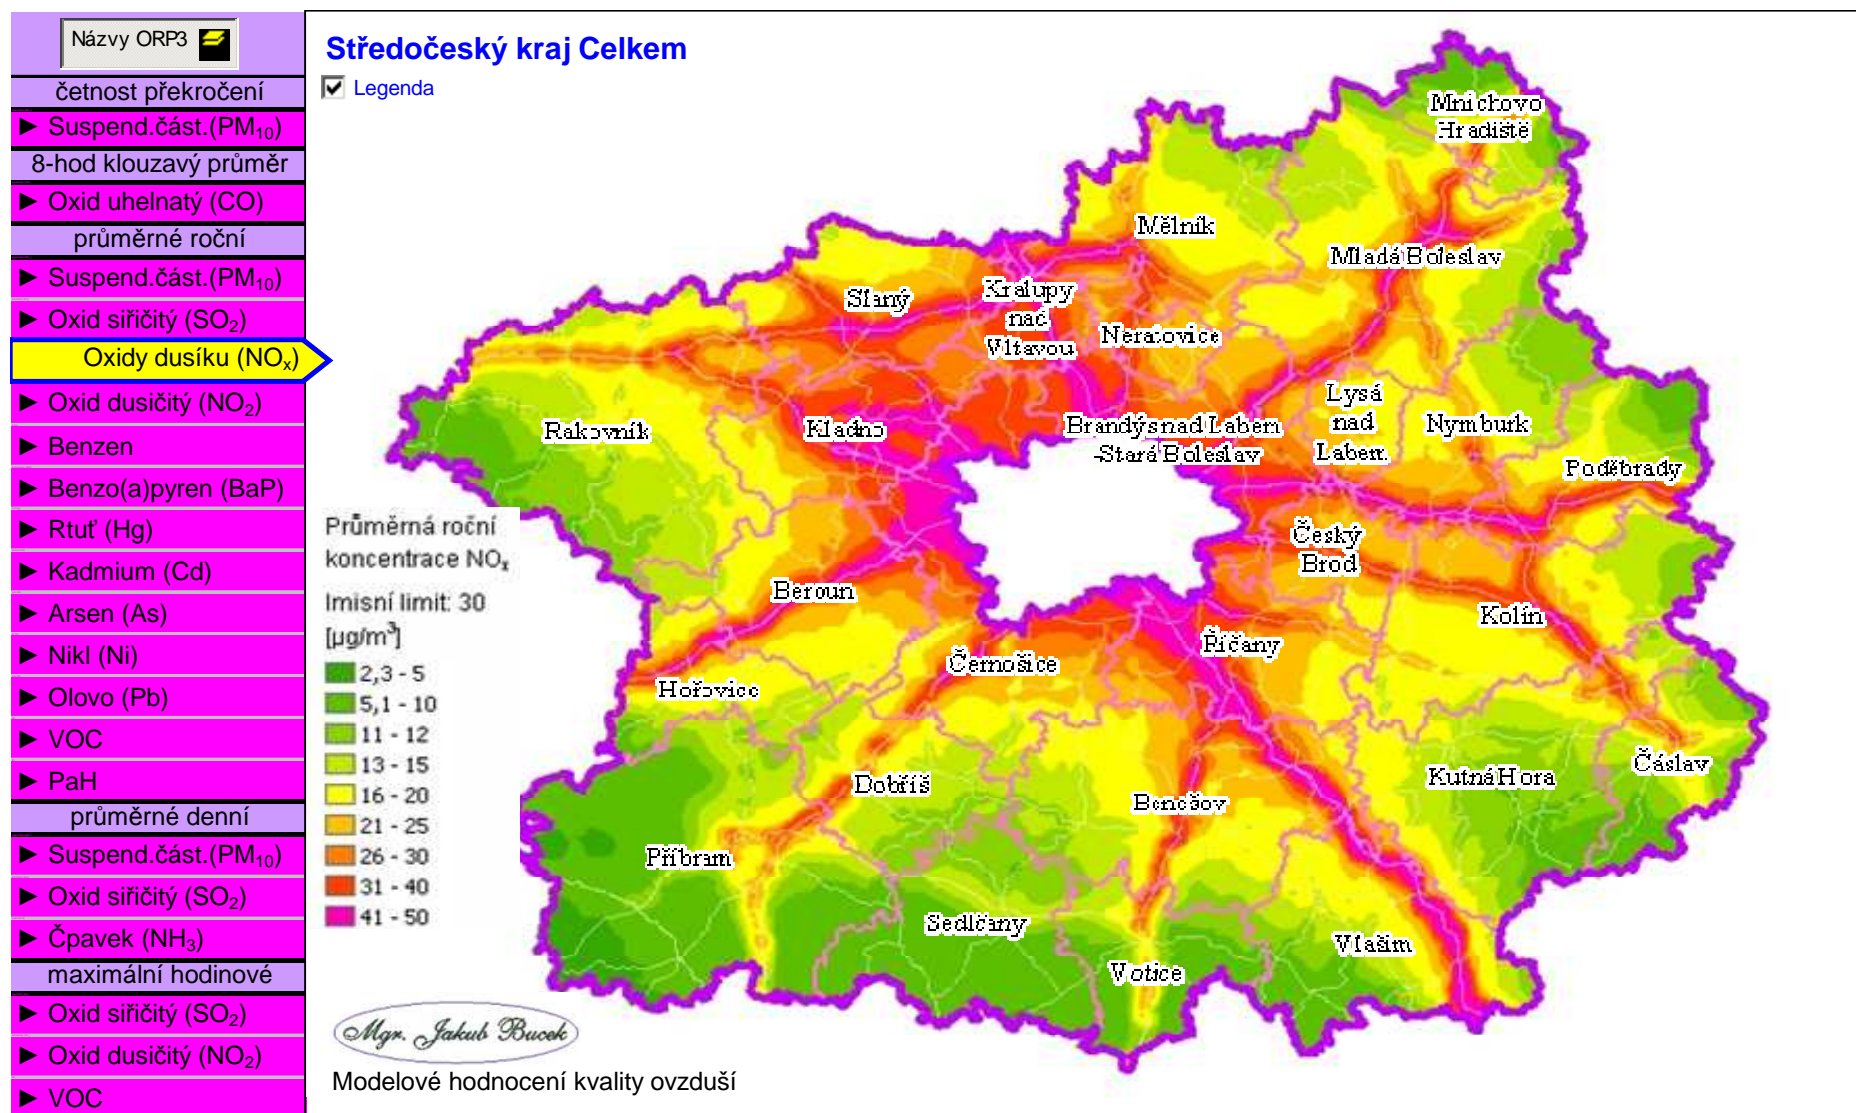 Názvy ORP3
četnost překročení
► Suspend.část.(PM₁₀)
8-hod klouzavý průměr
► Oxid uhelnatý (CO)
průměrné roční
► Suspend.část.(PM₁₀)
► Oxid siřičitý (SO₂)
Oxidy dusíku (NOₓ)
► Oxid dusičitý (NO₂)
► Benzen
► Benzo(a)pyren (BaP)
► Rtuť (Hg)
► Kadmium (Cd)
► Arsen (As)
► Nikl (Ni)
► Olovo (Pb)
► VOC
► PaH
průměrné denní
► Suspend.část.(PM₁₀)
► Oxid siřičitý (SO₂)
► Čpavek (NH₃)
maximální hodinové
► Oxid siřičitý (SO₂)
► Oxid dusičitý (NO₂)
► VOC
Středočeský kraj Celkem
Legenda
Mnichovo
Hradiště
Mělník
Mladá Boleslav
Slaný
Kralupy
nad
Vltavou
Neratovice
Lysá
nad
Labem
Nymburk
Rakovník
Kladno
Brandýs nad Labem
-Stará Boleslav
Poděbrady
Český
Brod
Beroun
Kolín
Říčany
Černošice
Hořovice
Dobříš
Benešov
Kutná Hora
Čáslav
Příbram
Sedlčany
Vlašim
Votice
Průměrná roční
koncentrace NOₓ
Imisní limit: 30
[µg/m³]
2,3 - 5
5,1 - 10
11 - 12
13 - 15
16 - 20
21 - 25
26 - 30
31 - 40
41 - 50
Mgr. Jakub Bucek
Modelové hodnocení kvality ovzduší